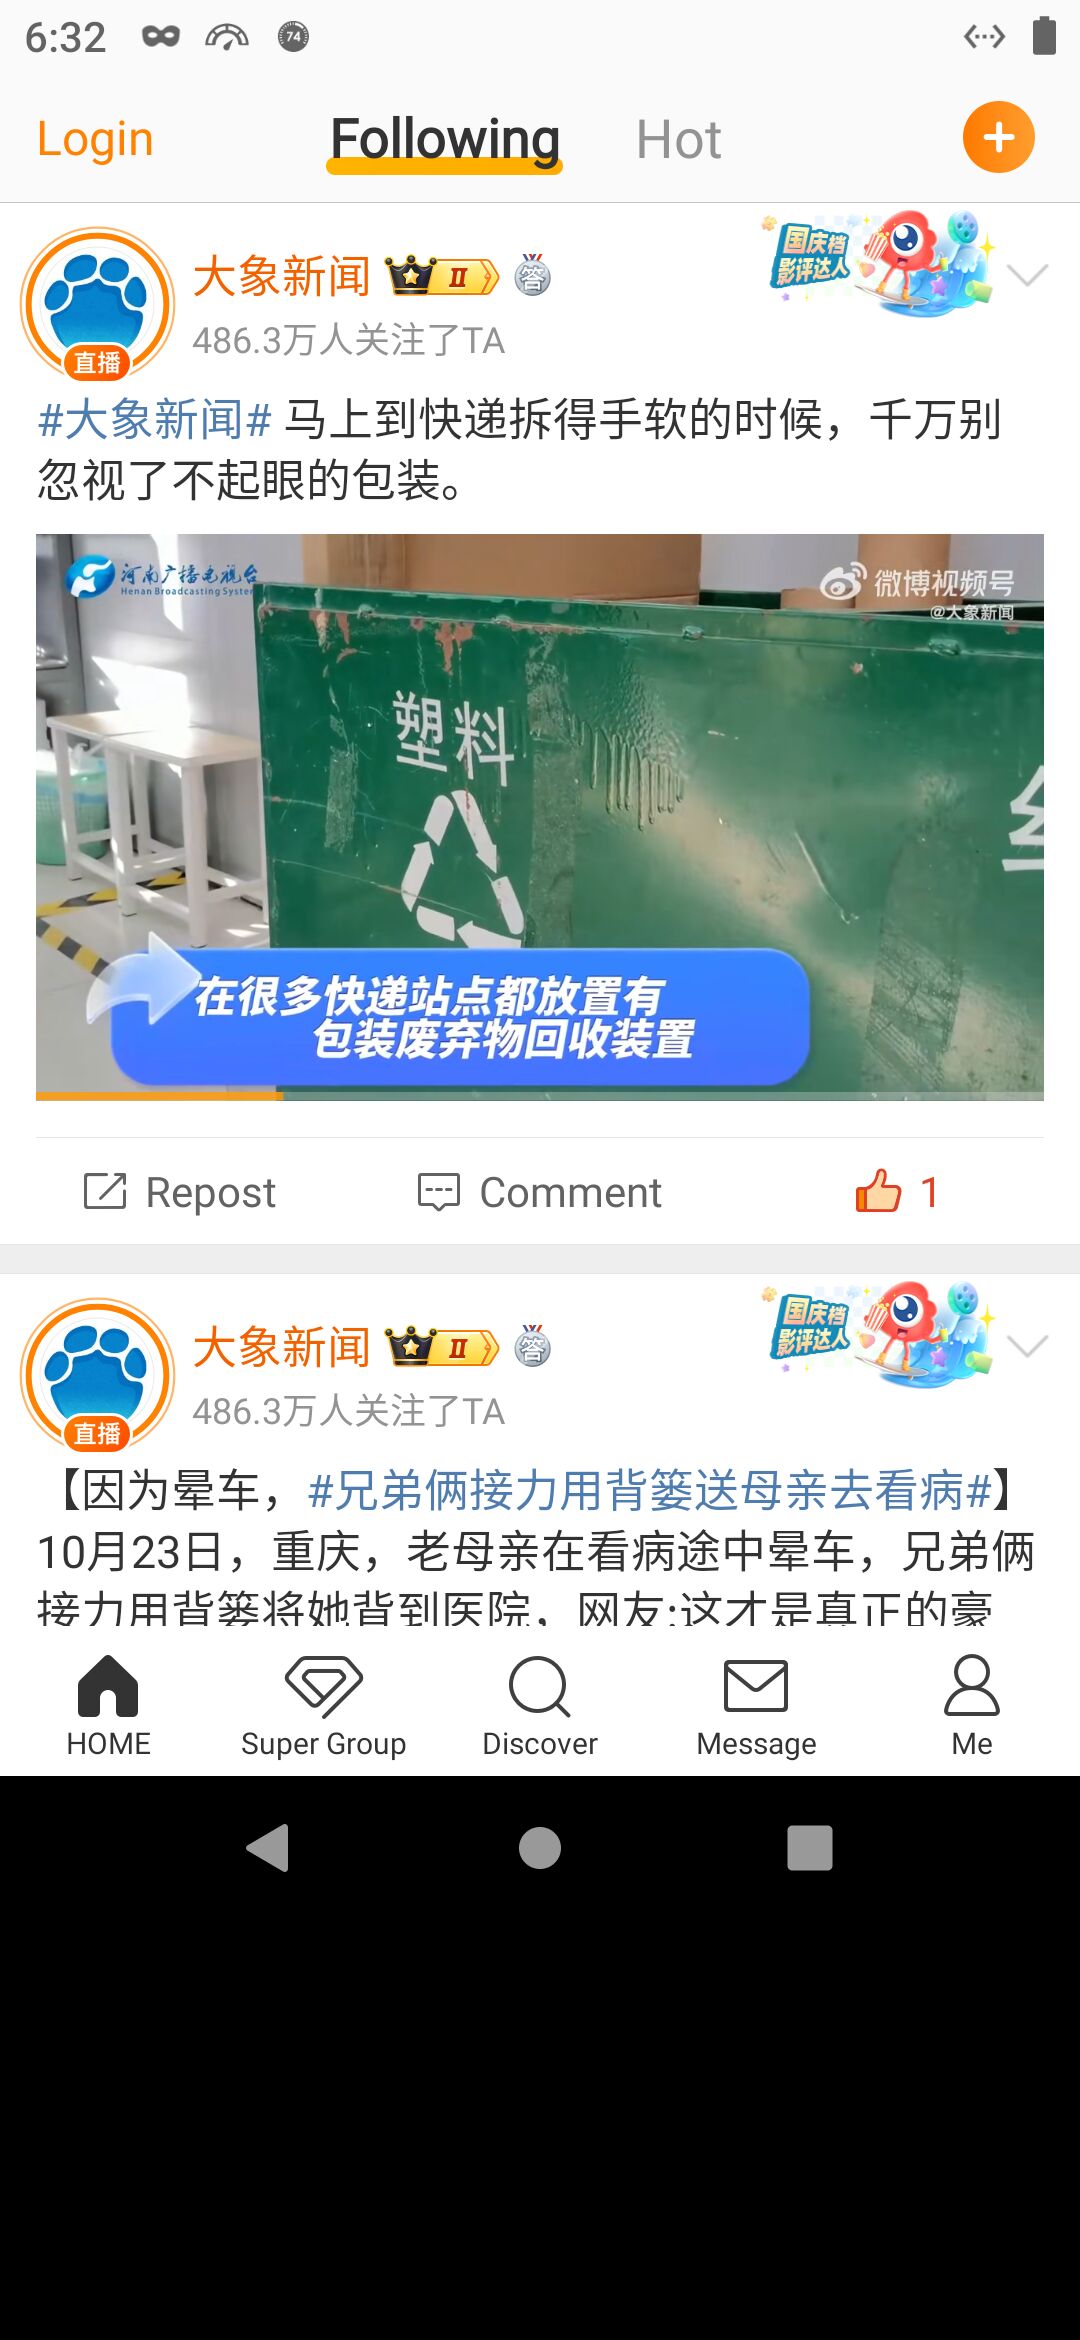 6:32
74
Login
Following
Hot
大象新闻 II 答
国庆档
影评达人
486.3万人关注了TA
直播
#大象新闻# 马上到快递拆得手软的时候，千万别
忽视了不起眼的包装。
河南广播电视台
Henan Broadcasting System
微博视频号
@大象新闻
塑料
在很多快递站点都放置有
包装废弃物回收装置
Repost
Comment
1
大象新闻 II 答
国庆档
影评达人
486.3万人关注了TA
直播
【因为晕车，#兄弟俩接力用背篓送母亲去看病#】
10月23日，重庆，老母亲在看病途中晕车，兄弟俩
接力用背篓将她背到医院，网友:这才是真正的豪
HOME
Super Group
Discover
Message
Me